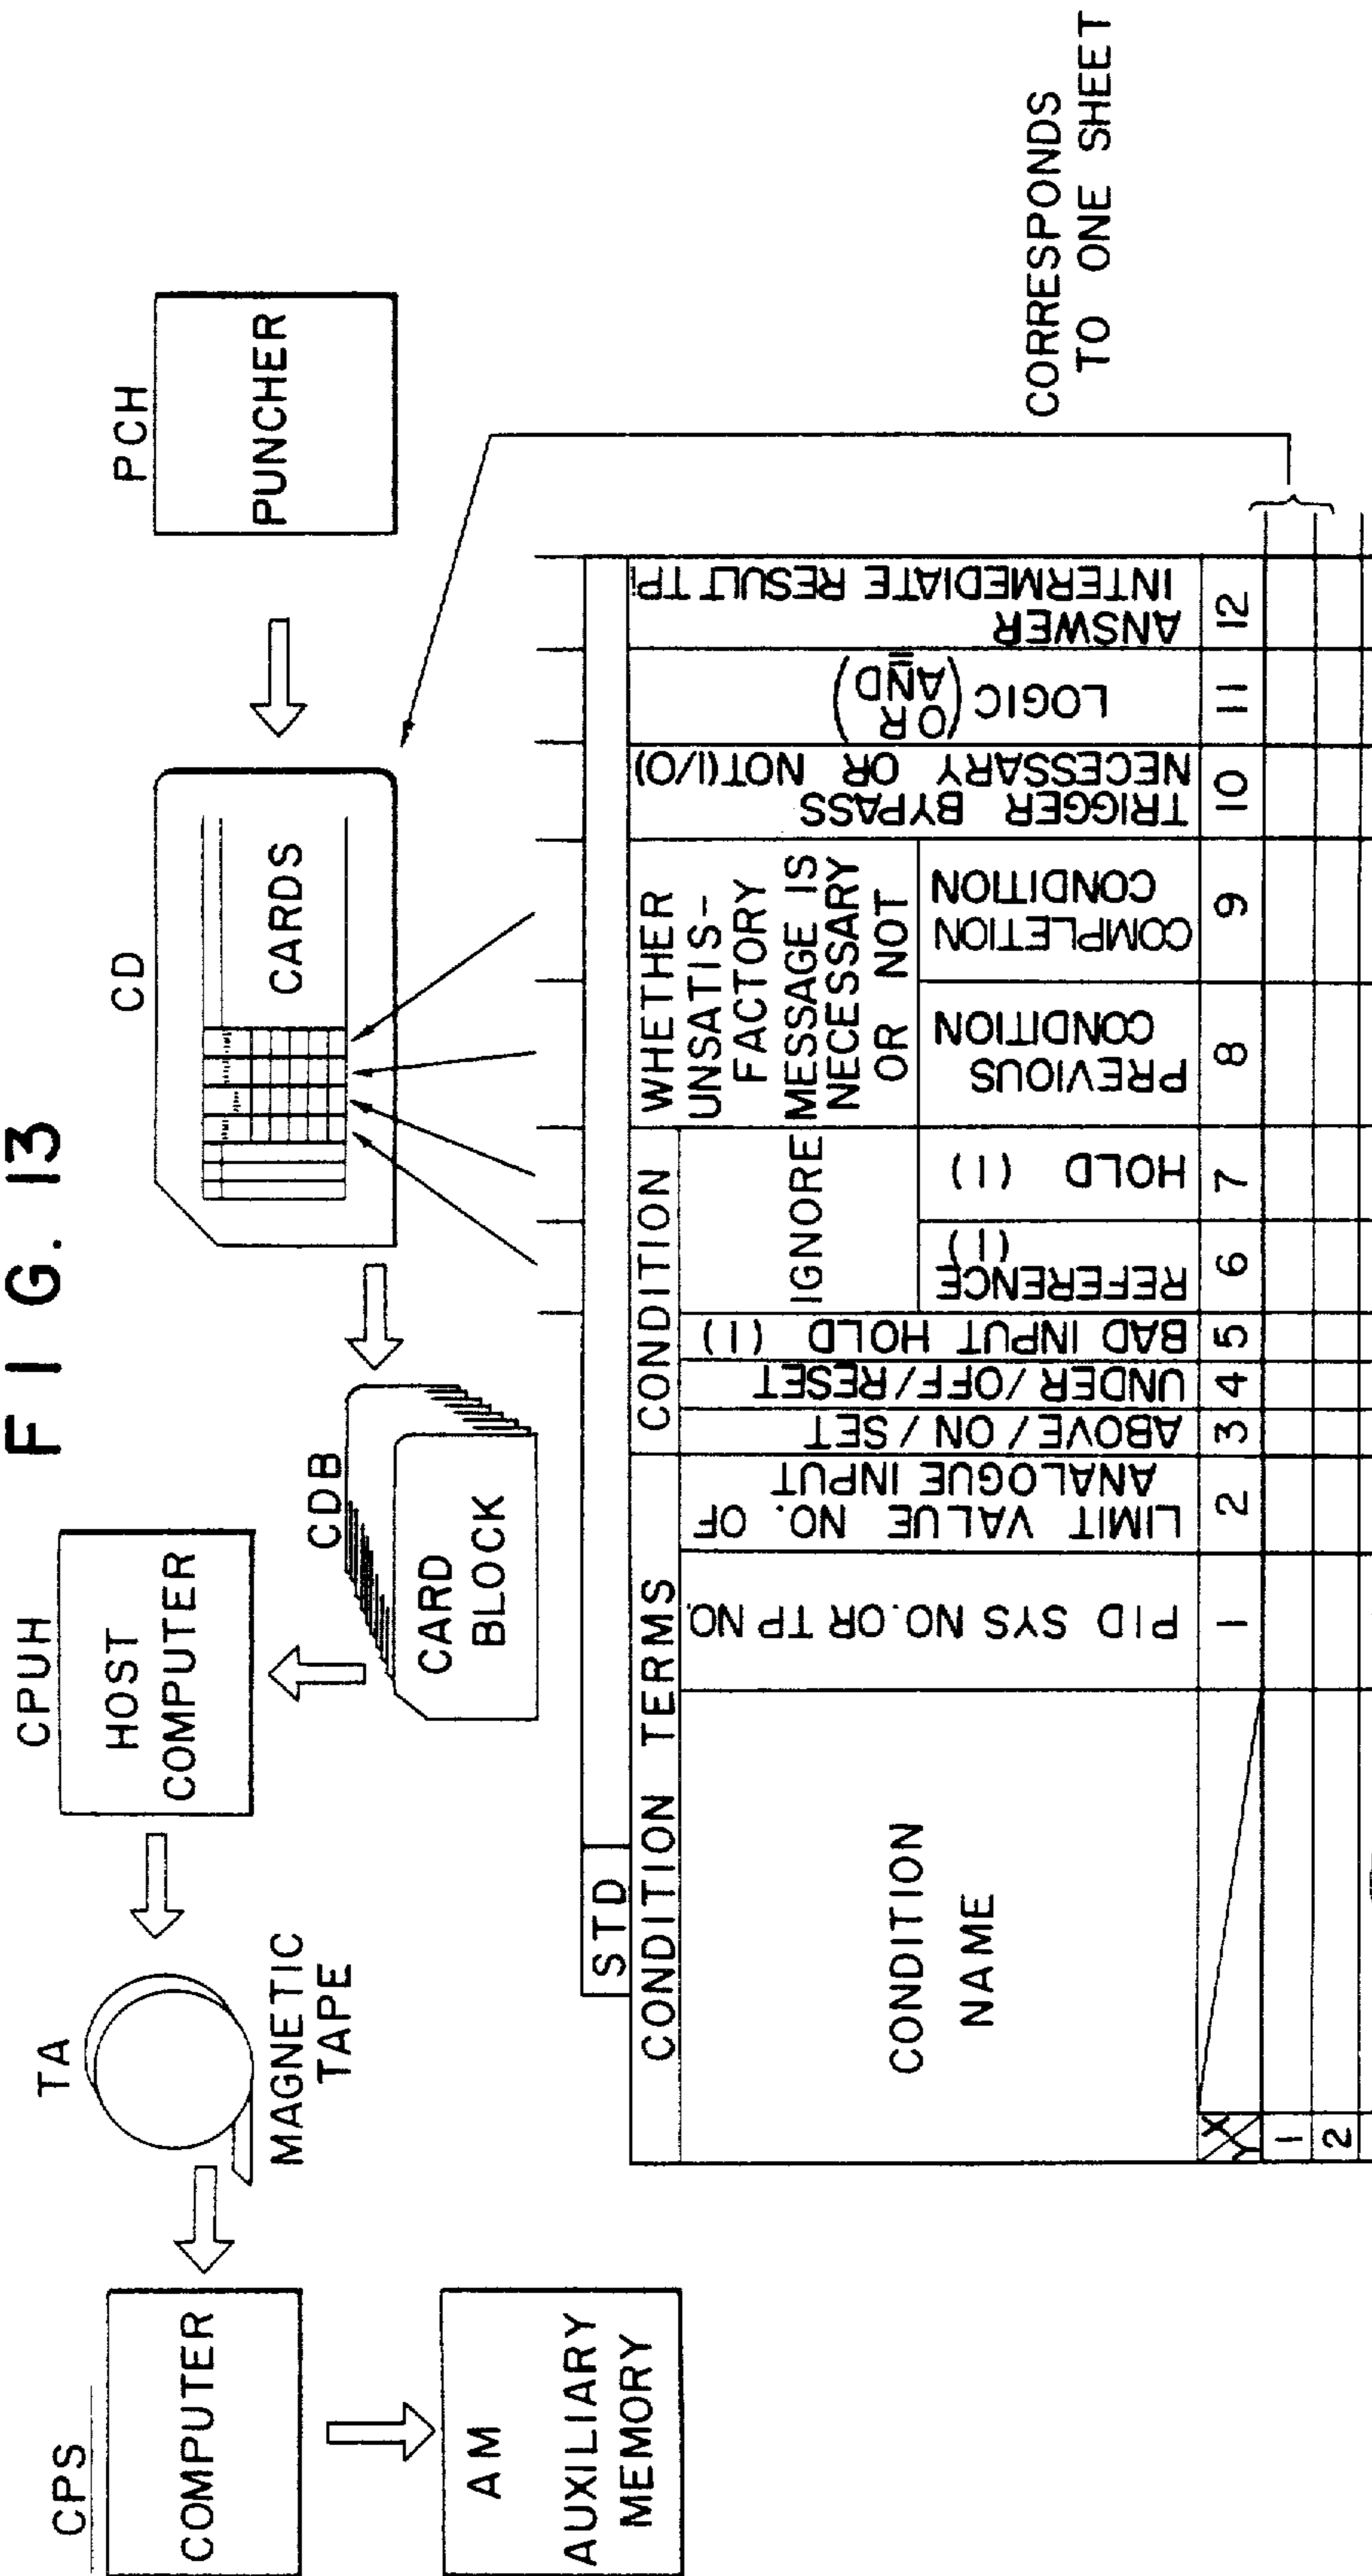 FIG. 13
CPS
COMPUTER
AM
AUXILIARY
MEMORY
TA
MAGNETIC
TAPE
CPUH
HOST
COMPUTER
CDB
CARD
BLOCK
CD
CARDS
PCH
PUNCHER
STD
CONDITION TERMS
CONDITION
WHETHER
UNSATIS-
FACTORY
MESSAGE IS
NECESSARY
OR NOT
IGNORE
CONDITION
NAME
PID SYS NO. OR TP NO.
LIMIT VALUE NO. OF
ANALOGUE INPUT
ABOVE / ON / SET
UNDER / OFF / RESET
BAD INPUT HOLD (1)
REFERENCE
(1)
HOLD (1)
PREVIOUS
CONDITION
COMPLETION
CONDITION
TRIGGER BYPASS
NECESSARY OR NOT (1/0)
LOGIC (OR
AND)
ANSWER
INTERMEDIATE RESULT TP
X
Y
1 2 3 4 5 6 7 8 9 10 11 12
1
2
CORRESPONDS
TO ONE SHEET